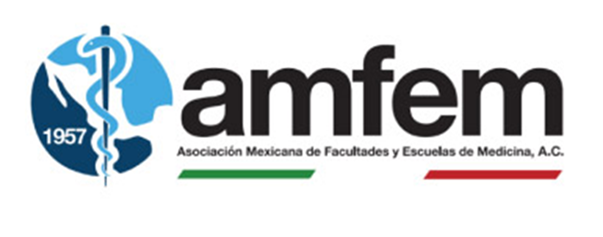 1957
amfem
Asociación Mexicana de Facultades y Escuelas de Medicina, A.C.